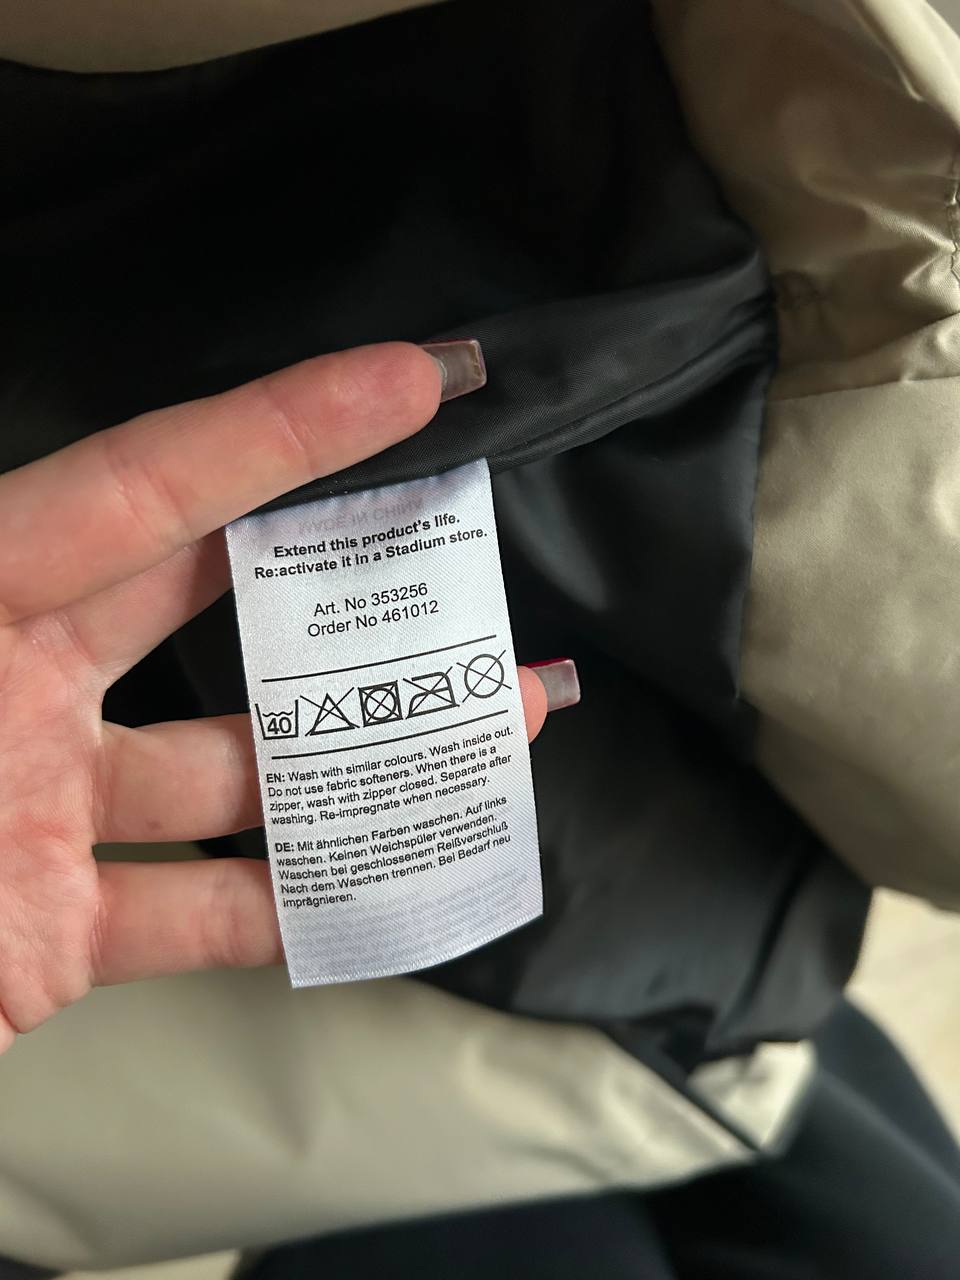 MADE IN CHINA
Extend this product's life.
Re:activate it in a Stadium store.
Art. No 353256
Order No 461012
40
EN: Wash with similar colours. Wash inside out.
Do not use fabric softeners. When there is a
zipper, wash with zipper closed. Separate after
washing. Re-impregnate when necessary.
DE: Mit ähnlichen Farben waschen. Auf links
waschen. Keinen Weichspüler verwenden.
Waschen bei geschlossenem Reißverschluß
Nach dem Waschen trennen. Bei Bedarf neu
imprägnieren.